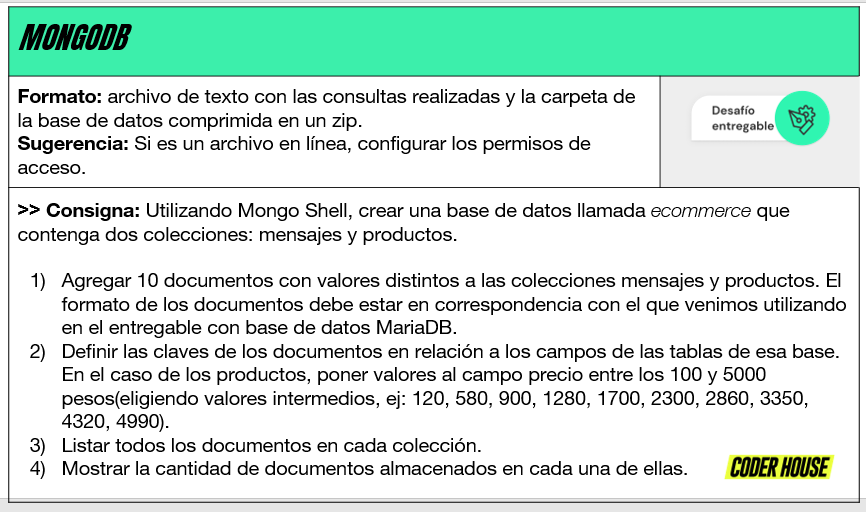 MONGODB
Formato: archivo de texto con las consultas realizadas y la carpeta de
la base de datos comprimida en un zip.
Sugerencia: Si es un archivo en línea, configurar los permisos de
acceso.
Desafío
entregable
>> Consigna: Utilizando Mongo Shell, crear una base de datos llamada ecommerce que
contenga dos colecciones: mensajes y productos.
1) Agregar 10 documentos con valores distintos a las colecciones mensajes y productos. El
formato de los documentos debe estar en correspondencia con el que venimos utilizando
en el entregable con base de datos MariaDB.
2) Definir las claves de los documentos en relación a los campos de las tablas de esa base.
En el caso de los productos, poner valores al campo precio entre los 100 y 5000
pesos(eligiendo valores intermedios, ej: 120, 580, 900, 1280, 1700, 2300, 2860, 3350,
4320, 4990).
3) Listar todos los documentos en cada colección.
4) Mostrar la cantidad de documentos almacenados en cada una de ellas.
CODER HOUSE